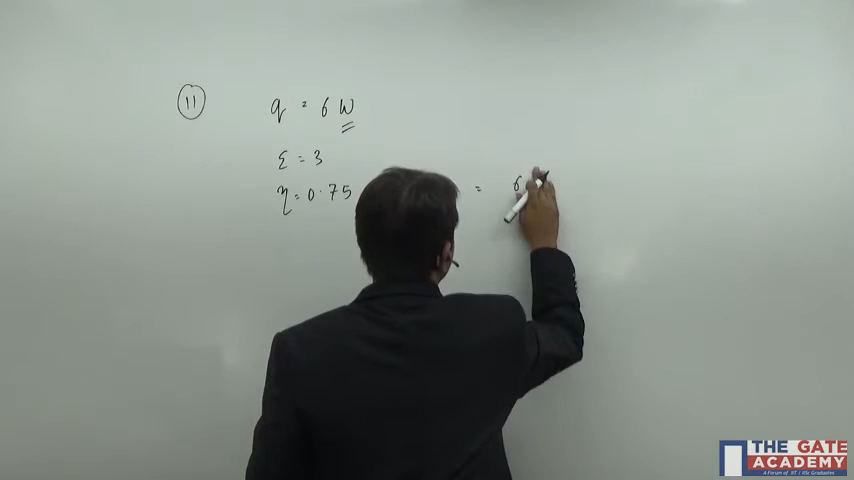 11
q = 6 W
ε = 3
η = 0.75
= 6
THE GATE
ACADEMY
A Forum of IIT / IISc Graduates